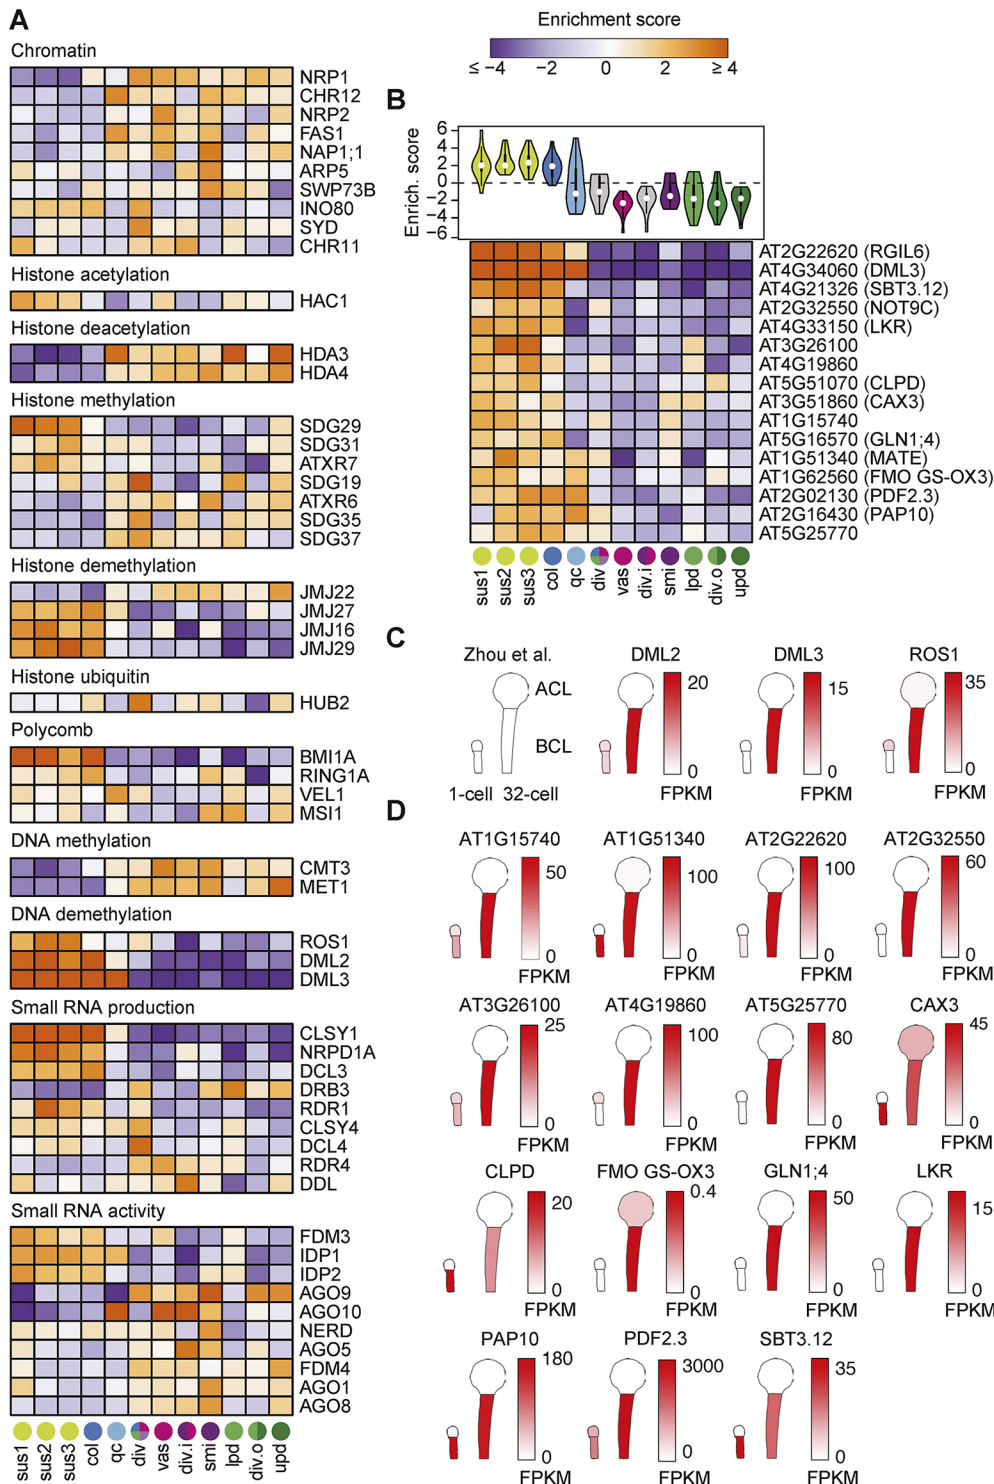 A
Chromatin
NRP1
CHR12
NRP2
FAS1
NAP1;1
ARP5
SWP73B
INO80
SYD
CHR11
Histone acetylation
HAC1
Histone deacetylation
HDA3
HDA4
Histone methylation
SDG29
SDG31
ATXR7
SDG19
ATXR6
SDG35
SDG37
Histone demethylation
JMJ22
JMJ27
JMJ16
JMJ29
Histone ubiquitin
HUB2
Polycomb
BMI1A
RING1A
VEL1
MSI1
DNA methylation
CMT3
MET1
DNA demethylation
ROS1
DML2
DML3
Small RNA production
CLSY1
NRPD1A
DCL3
DRB3
RDR1
CLSY4
DCL4
RDR4
DDL
Small RNA activity
FDM3
IDP1
IDP2
AGO9
AGO10
NERD
AGO5
FDM4
AGO1
AGO8
sus1 sus2 sus3 col qc div vas div.i smi lpd div.o upd
Enrichment score
≤ −4 −2 0 2 ≥ 4
B
Enrich. score
6
4
2
0
−2
−4
−6
AT2G22620 (RGIL6)
AT4G34060 (DML3)
AT4G21326 (SBT3.12)
AT2G32550 (NOT9C)
AT4G33150 (LKR)
AT3G26100
AT4G19860
AT5G51070 (CLPD)
AT3G51860 (CAX3)
AT1G15740
AT5G16570 (GLN1;4)
AT1G51340 (MATE)
AT1G62560 (FMO GS-OX3)
AT2G02130 (PDF2.3)
AT2G16430 (PAP10)
AT5G25770
sus1 sus2 sus3 col qc div vas div.i smi lpd div.o upd
C
Zhou et al. DML2 DML3 ROS1
ACL
BCL
1-cell 32-cell
20 15 35
0 0 0
FPKM FPKM FPKM
D
AT1G15740 AT1G51340 AT2G22620 AT2G32550
50 100 100 60
0 0 0 0
FPKM FPKM FPKM FPKM
AT3G26100 AT4G19860 AT5G25770 CAX3
25 100 80 45
0 0 0 0
FPKM FPKM FPKM FPKM
CLPD FMO GS-OX3 GLN1;4 LKR
20 0.4 50 15
0 0 0 0
FPKM FPKM FPKM FPKM
PAP10 PDF2.3 SBT3.12
180 3000 35
0 0 0
FPKM FPKM FPKM